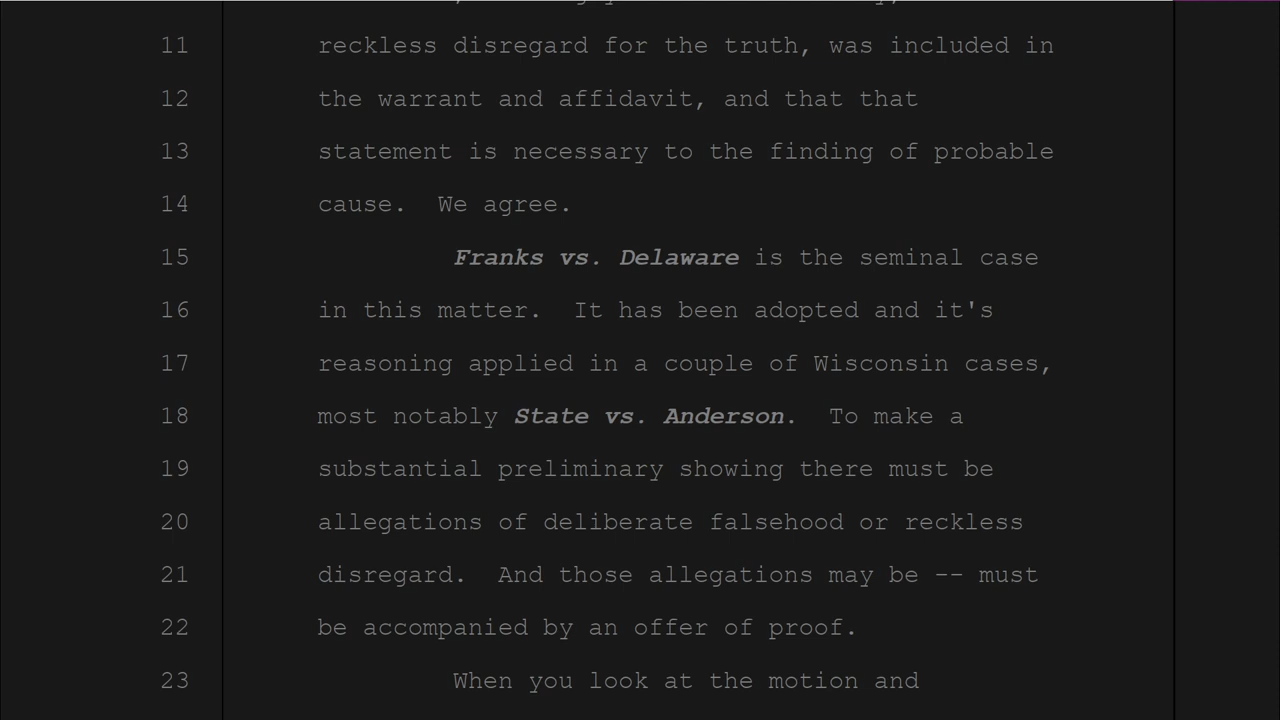 11 reckless disregard for the truth, was included in
12 the warrant and affidavit, and that that
13 statement is necessary to the finding of probable
14 cause. We agree.
15 Franks vs. Delaware is the seminal case
16 in this matter. It has been adopted and it's
17 reasoning applied in a couple of Wisconsin cases,
18 most notably State vs. Anderson. To make a
19 substantial preliminary showing there must be
20 allegations of deliberate falsehood or reckless
21 disregard. And those allegations may be -- must
22 be accompanied by an offer of proof.
23 When you look at the motion and